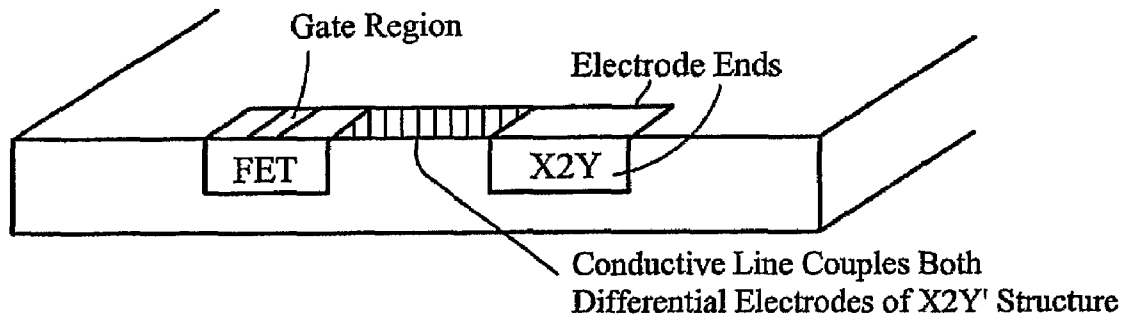 Gate Region
Electrode Ends
FET
X2Y
Conductive Line Couples Both
Differential Electrodes of X2Y' Structure